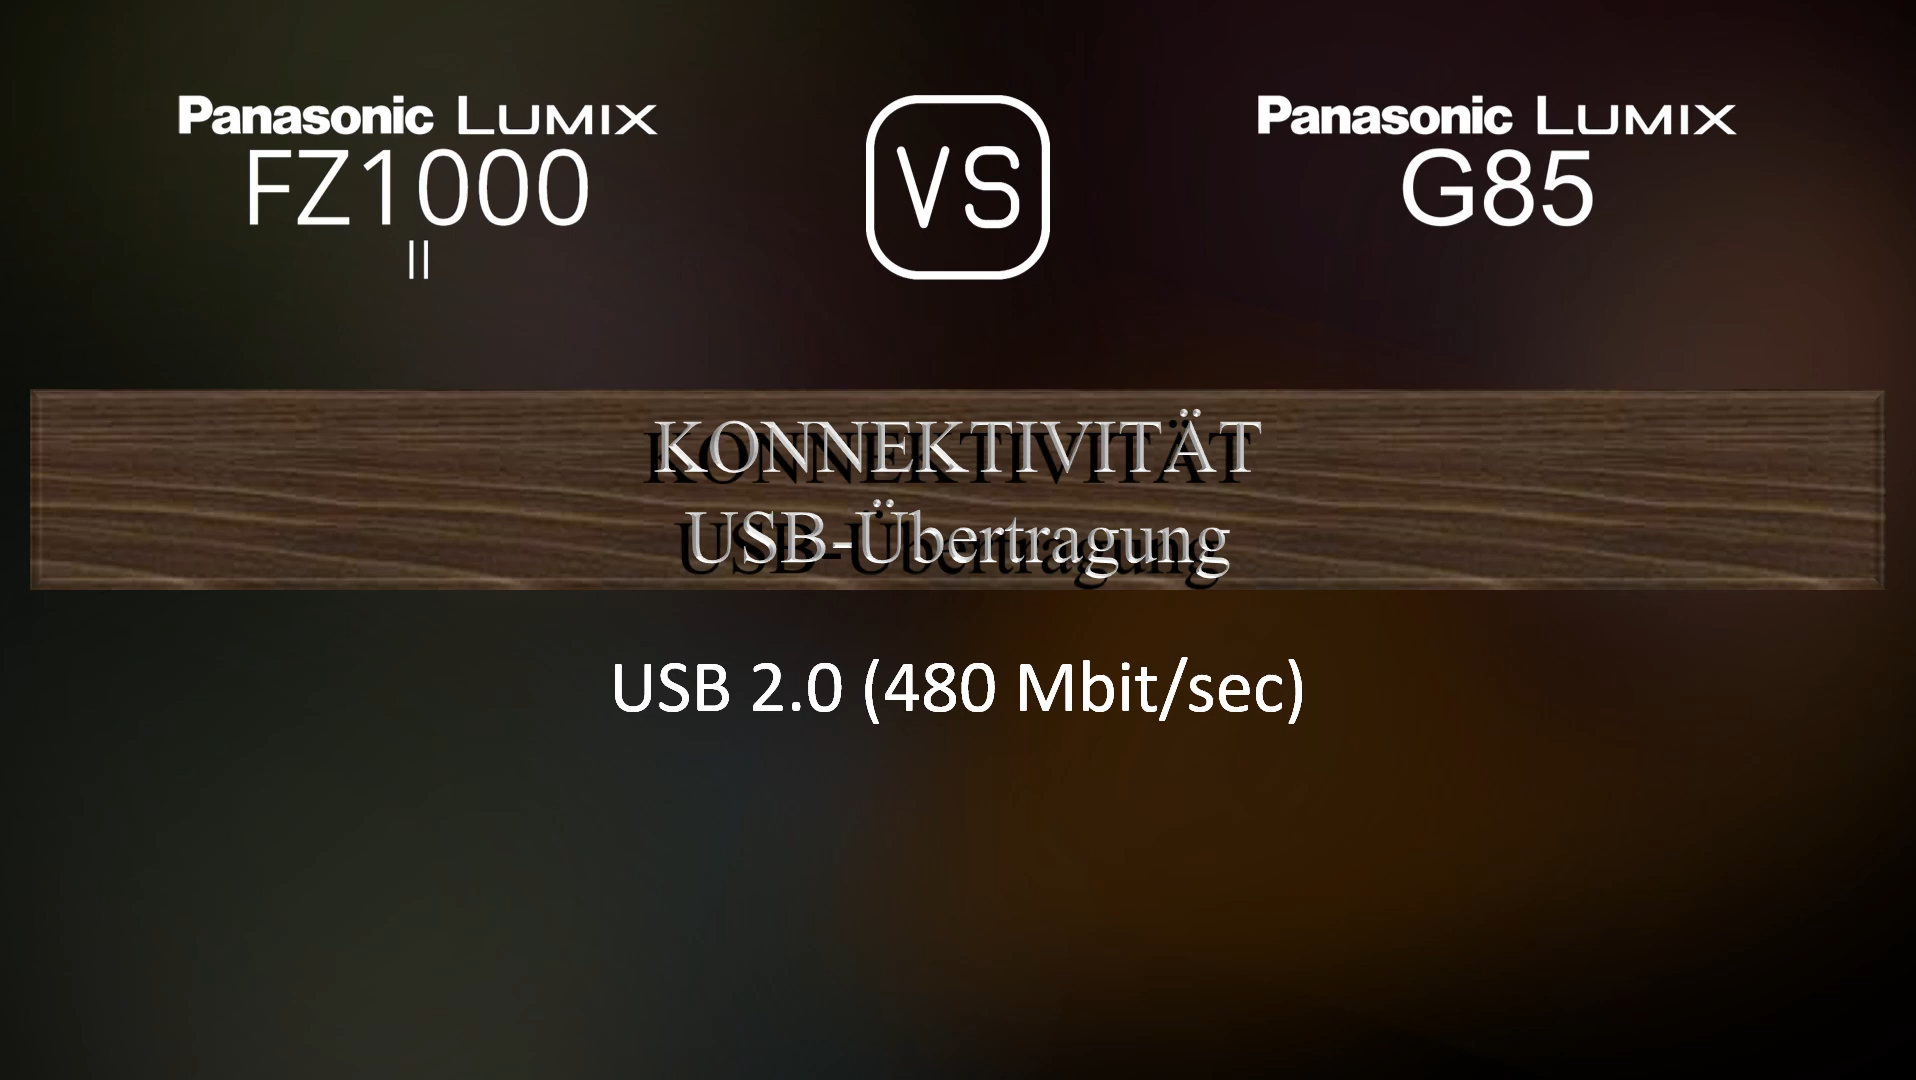 Panasonic LUMIX
FZ1000
II
VS
Panasonic LUMIX
G85
KONNEKTIVITÄT
USB-Übertragung
USB 2.0 (480 Mbit/sec)